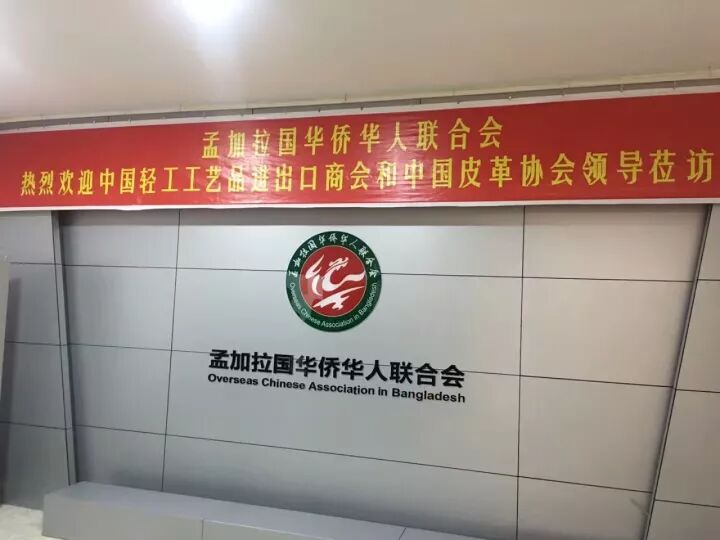 孟加拉国华侨华人联合会
热烈欢迎中国轻工工艺品进出口商会和中国皮革协会领导莅访
孟加拉国华侨华人联合会
Overseas Chinese Association in Bangladesh
孟加拉国华侨华人联合会
Overseas Chinese Association in Bangladesh